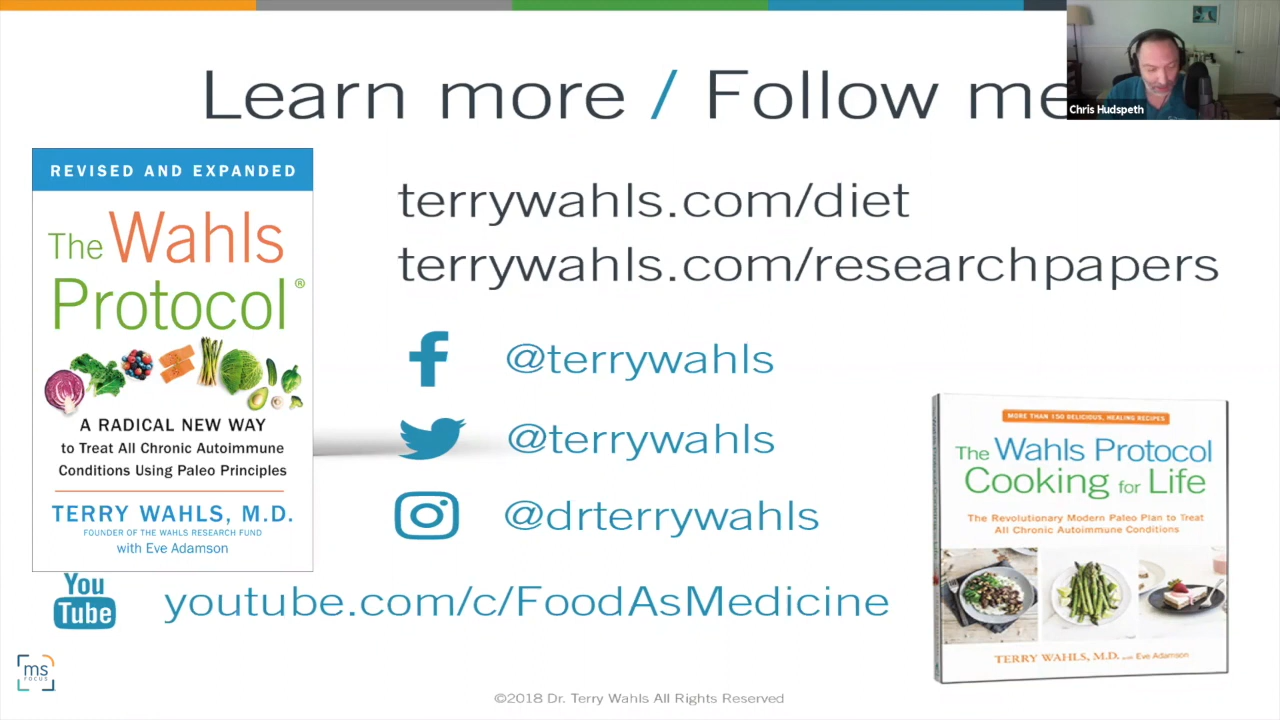 Learn more / Follow me
Chris Hudspeth
REVISED AND EXPANDED
The Wahls
Protocol®
A RADICAL NEW WAY
to Treat All Chronic Autoimmune
Conditions Using Paleo Principles
TERRY WAHLS, M.D.
FOUNDER OF THE WAHLS RESEARCH FUND
with Eve Adamson
terrywahls.com/diet
terrywahls.com/researchpapers
f @terrywahls
@terrywahls
@drterrywahls
You
Tube
youtube.com/c/FoodAsMedicine
MORE THAN 150 DELICIOUS, HEALING RECIPES
The Wahls Protocol
Cooking for Life
The Revolutionary Modern Paleo Plan to Treat
All Chronic Autoimmune Conditions
TERRY WAHLS, M.D. with Eve Adamson
ms
FOCUS
©2018 Dr. Terry Wahls All Rights Reserved